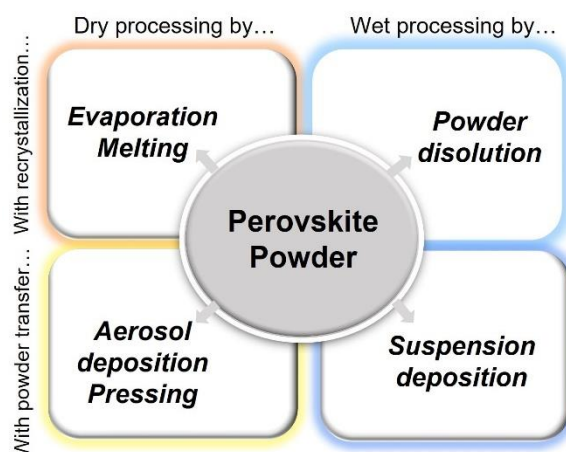 Dry processing by…
Wet processing by…
With recrystallization…
Evaporation
Melting
Powder
disolution
Perovskite
Powder
With powder transfer…
Aerosol
deposition
Pressing
Suspension
deposition